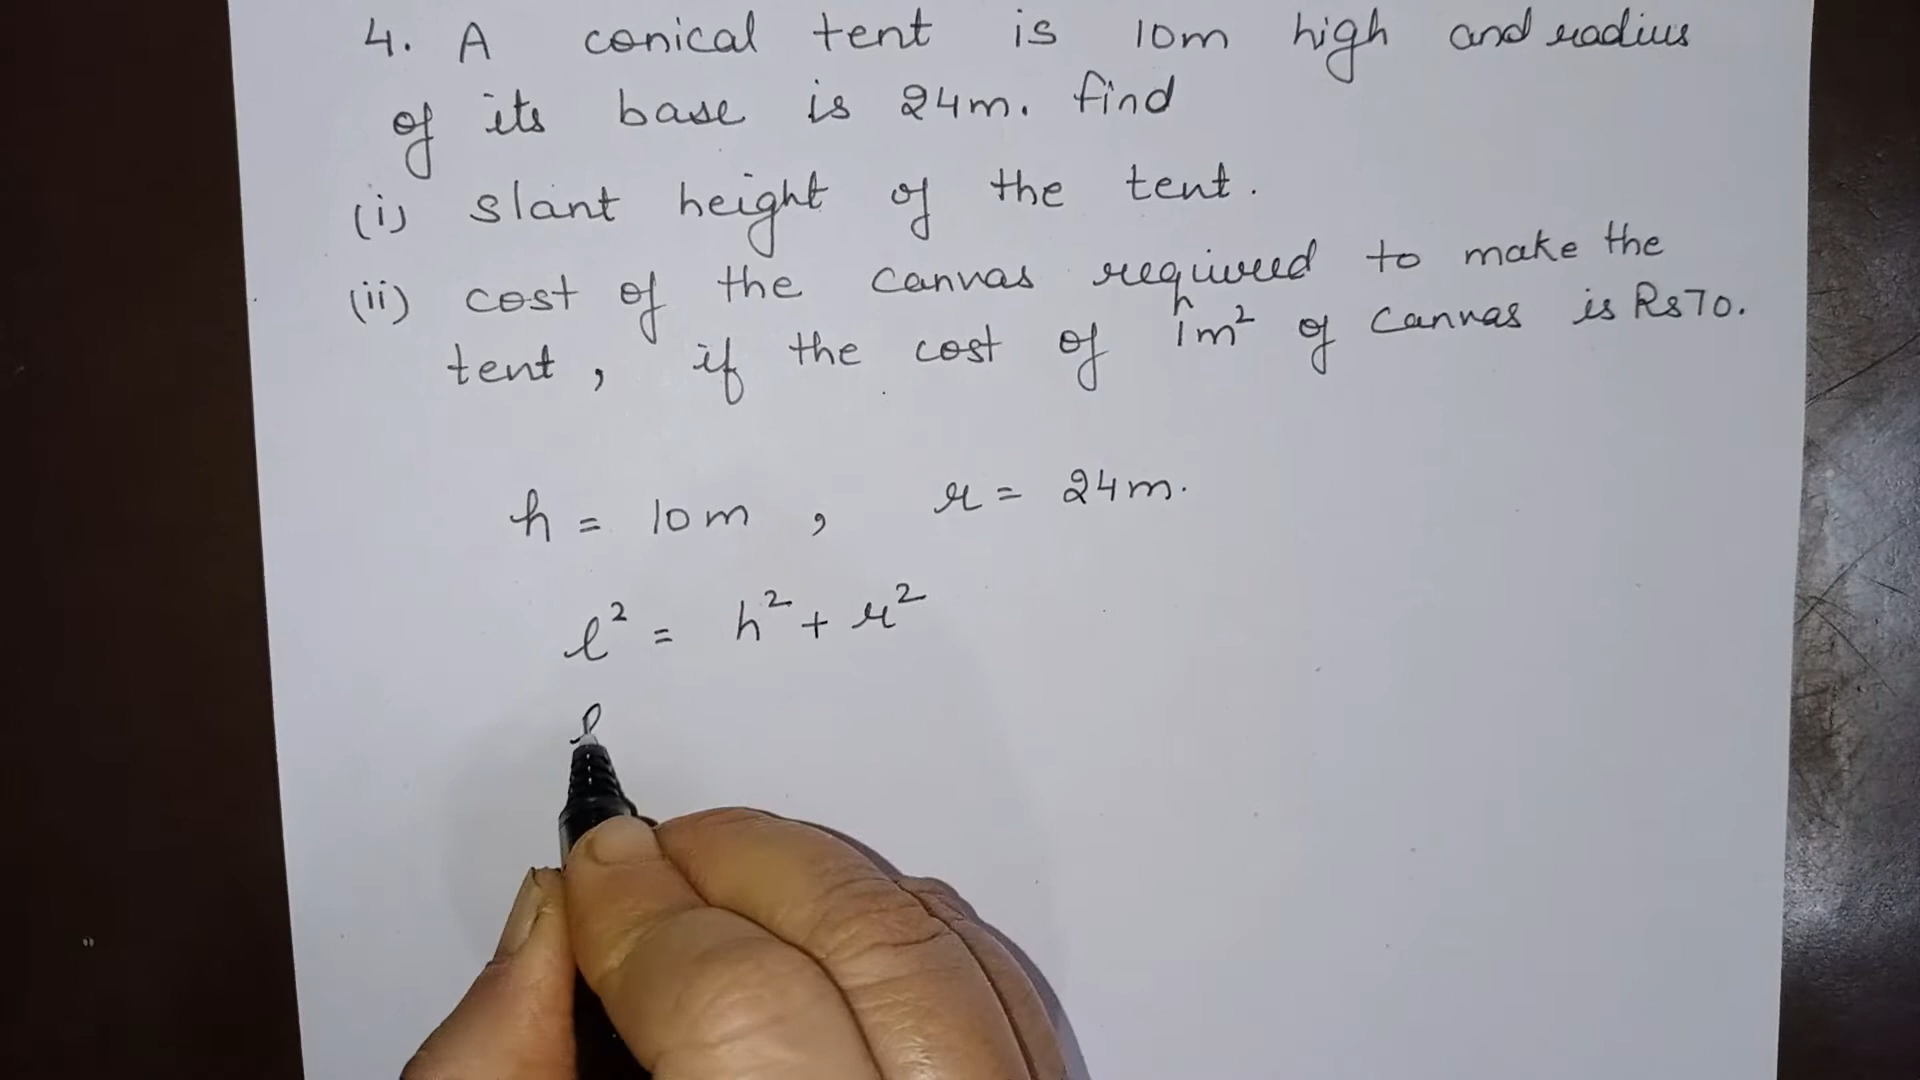 4. A conical tent is 10m high and radius
of its base is 24m. find
(i) slant height of the tent.
(ii) cost of the canvas required to make the
tent, if the cost of 1m² of canvas is Rs70.
h = 10m, r = 24m.
l² = h² + r²
l